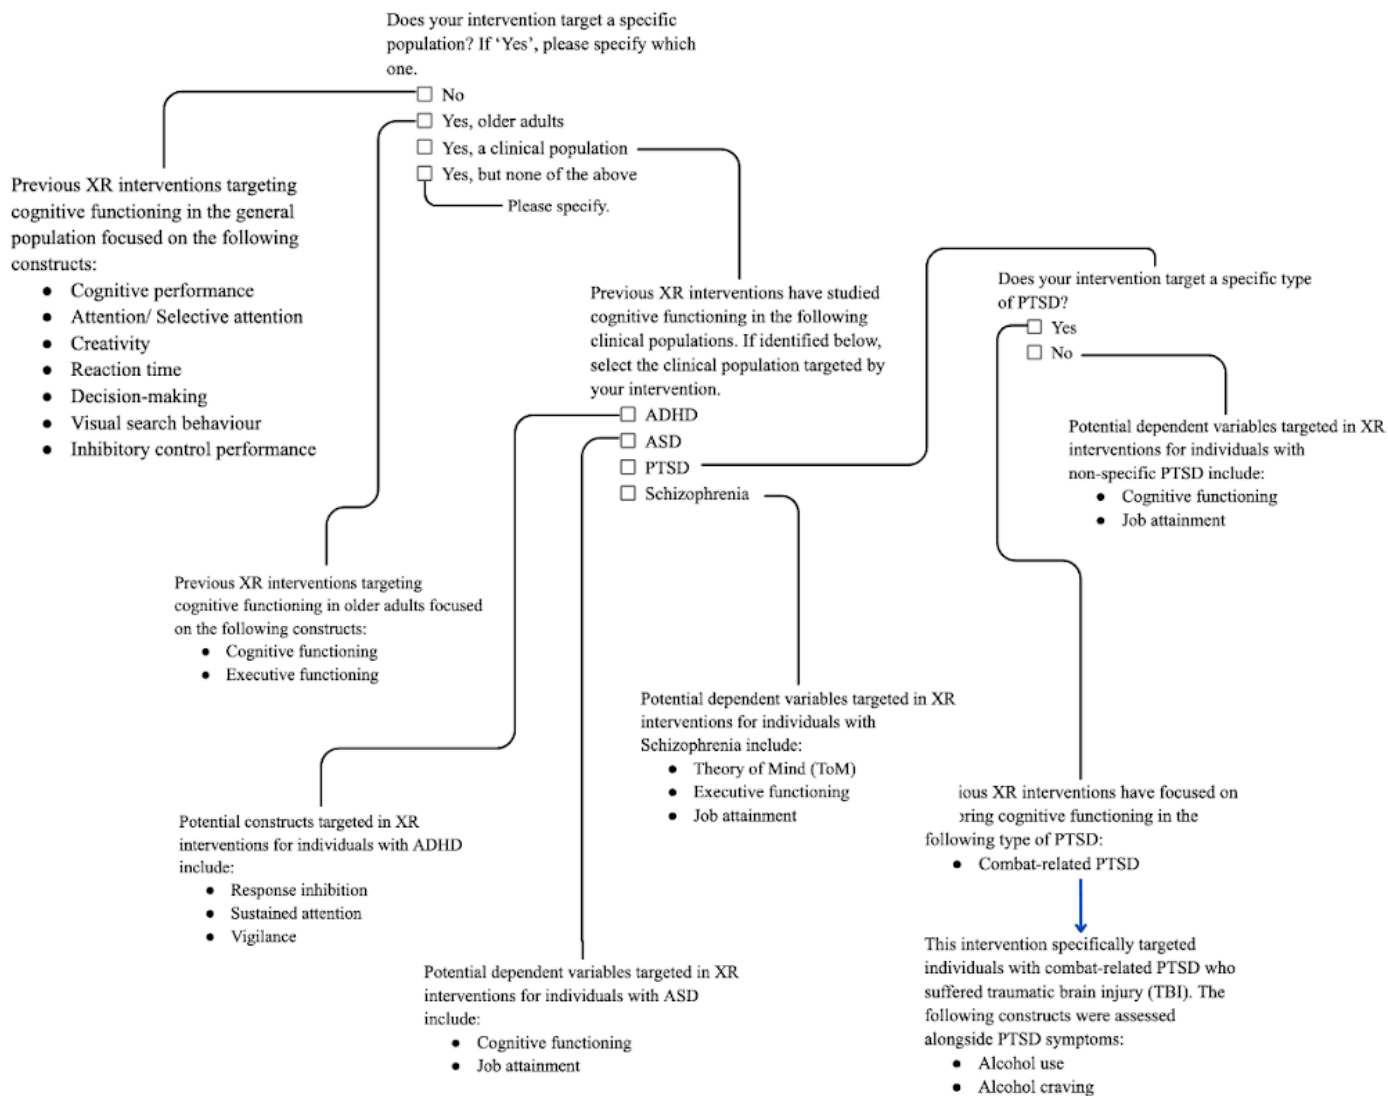 Does your intervention target a specific
population? If ‘Yes’, please specify which
one.
No
Yes, older adults
Yes, a clinical population
Yes, but none of the above
Please specify.
Previous XR interventions targeting
cognitive functioning in the general
population focused on the following
constructs:
● Cognitive performance
● Attention/ Selective attention
● Creativity
● Reaction time
● Decision-making
● Visual search behaviour
● Inhibitory control performance
Previous XR interventions have studied
cognitive functioning in the following
clinical populations. If identified below,
select the clinical population targeted by
your intervention.
ADHD
ASD
PTSD
Schizophrenia
Does your intervention target a specific type
of PTSD?
Yes
No
Potential dependent variables targeted in XR
interventions for individuals with
non-specific PTSD include:
● Cognitive functioning
● Job attainment
Previous XR interventions targeting
cognitive functioning in older adults focused
on the following constructs:
● Cognitive functioning
● Executive functioning
Potential dependent variables targeted in XR
interventions for individuals with
Schizophrenia include:
● Theory of Mind (ToM)
● Executive functioning
● Job attainment
Potential constructs targeted in XR
interventions for individuals with ADHD
include:
● Response inhibition
● Sustained attention
● Vigilance
Potential dependent variables targeted in XR
interventions for individuals with ASD
include:
● Cognitive functioning
● Job attainment
XR interventions have focused on
cognitive functioning in the
following type of PTSD:
● Combat-related PTSD
This intervention specifically targeted
individuals with combat-related PTSD who
suffered traumatic brain injury (TBI). The
following constructs were assessed
alongside PTSD symptoms:
● Alcohol use
● Alcohol craving